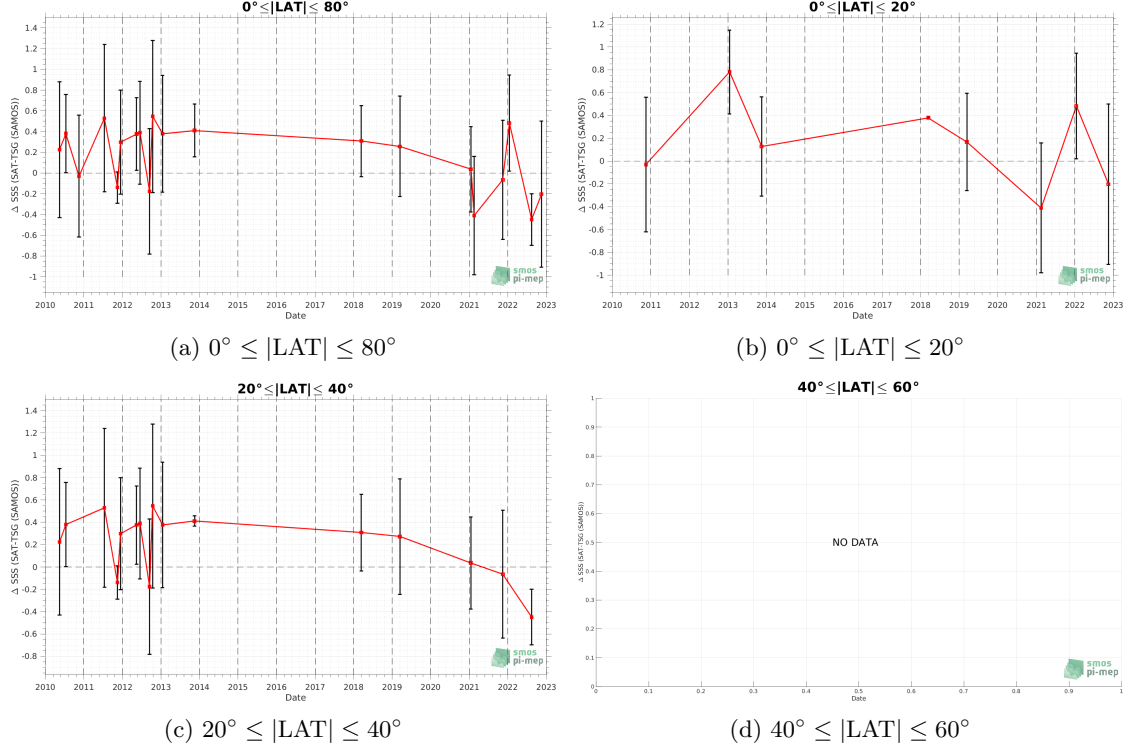 0°≤|LAT|≤ 80°
Δ SSS (SAT-TSG (SAMOS))
1.4
1.2
1
0.8
0.6
0.4
0.2
0
-0.2
-0.4
-0.6
-0.8
-1
2010 2011 2012 2013 2014 2015 2016 2017 2018 2019 2020 2021 2022 2023
Date
smos
pi-mep
(a) 0° ≤ |LAT| ≤ 80°
0°≤|LAT|≤ 20°
Δ SSS (SAT-TSG (SAMOS))
1.2
1
0.8
0.6
0.4
0.2
0
-0.2
-0.4
-0.6
-0.8
-1
2010 2011 2012 2013 2014 2015 2016 2017 2018 2019 2020 2021 2022 2023
Date
smos
pi-mep
(b) 0° ≤ |LAT| ≤ 20°
20°≤|LAT|≤ 40°
Δ SSS (SAT-TSG (SAMOS))
1.4
1.2
1
0.8
0.6
0.4
0.2
0
-0.2
-0.4
-0.6
-0.8
2010 2011 2012 2013 2014 2015 2016 2017 2018 2019 2020 2021 2022 2023
Date
smos
pi-mep
(c) 20° ≤ |LAT| ≤ 40°
40°≤|LAT|≤ 60°
Δ SSS (SAT-TSG (SAMOS))
1
0.9
0.8
0.7
0.6
0.5
0.4
0.3
0.2
0.1
0
NO DATA
0 0.1 0.2 0.3 0.4 0.5 0.6 0.7 0.8 0.9 1
Date
smos
pi-mep
(d) 40° ≤ |LAT| ≤ 60°